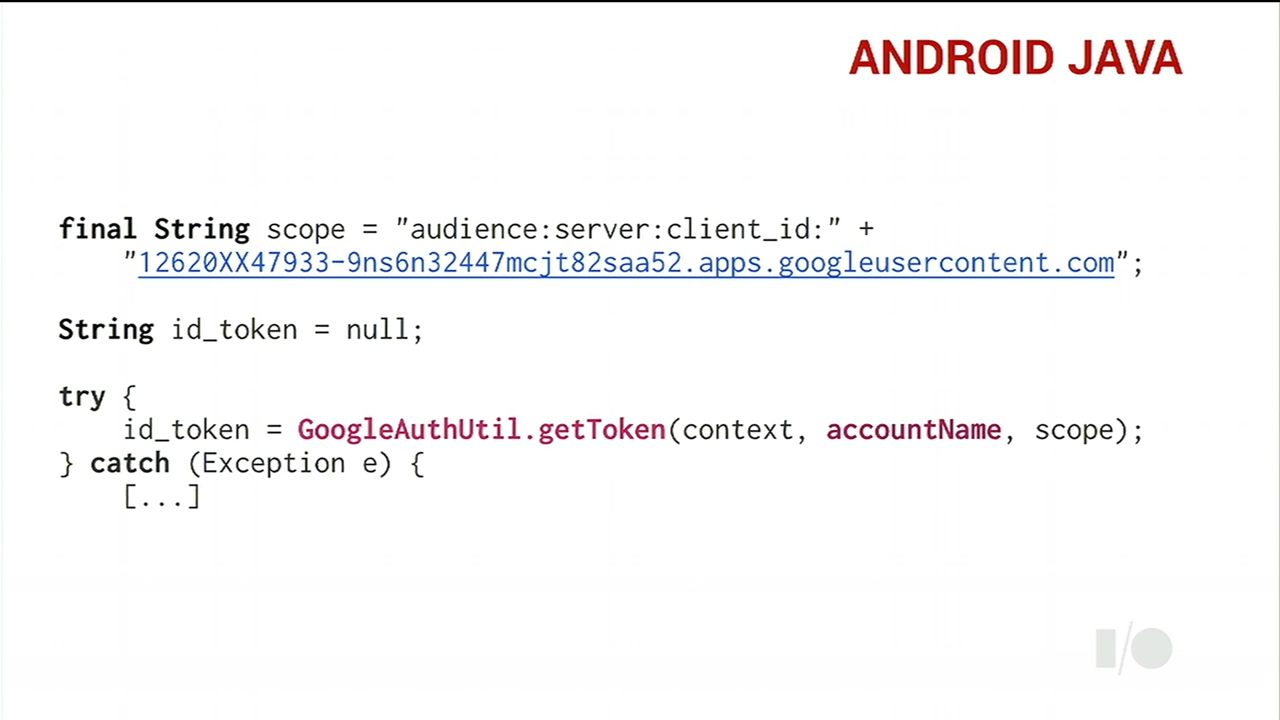 ANDROID JAVA
final String scope = "audience:server:client_id:" +
"12620XX47933-9ns6n32447mcjt82saa52.apps.googleusercontent.com";
String id_token = null;
try {
id_token = GoogleAuthUtil.getToken(context, accountName, scope);
} catch (Exception e) {
[...]
I/O